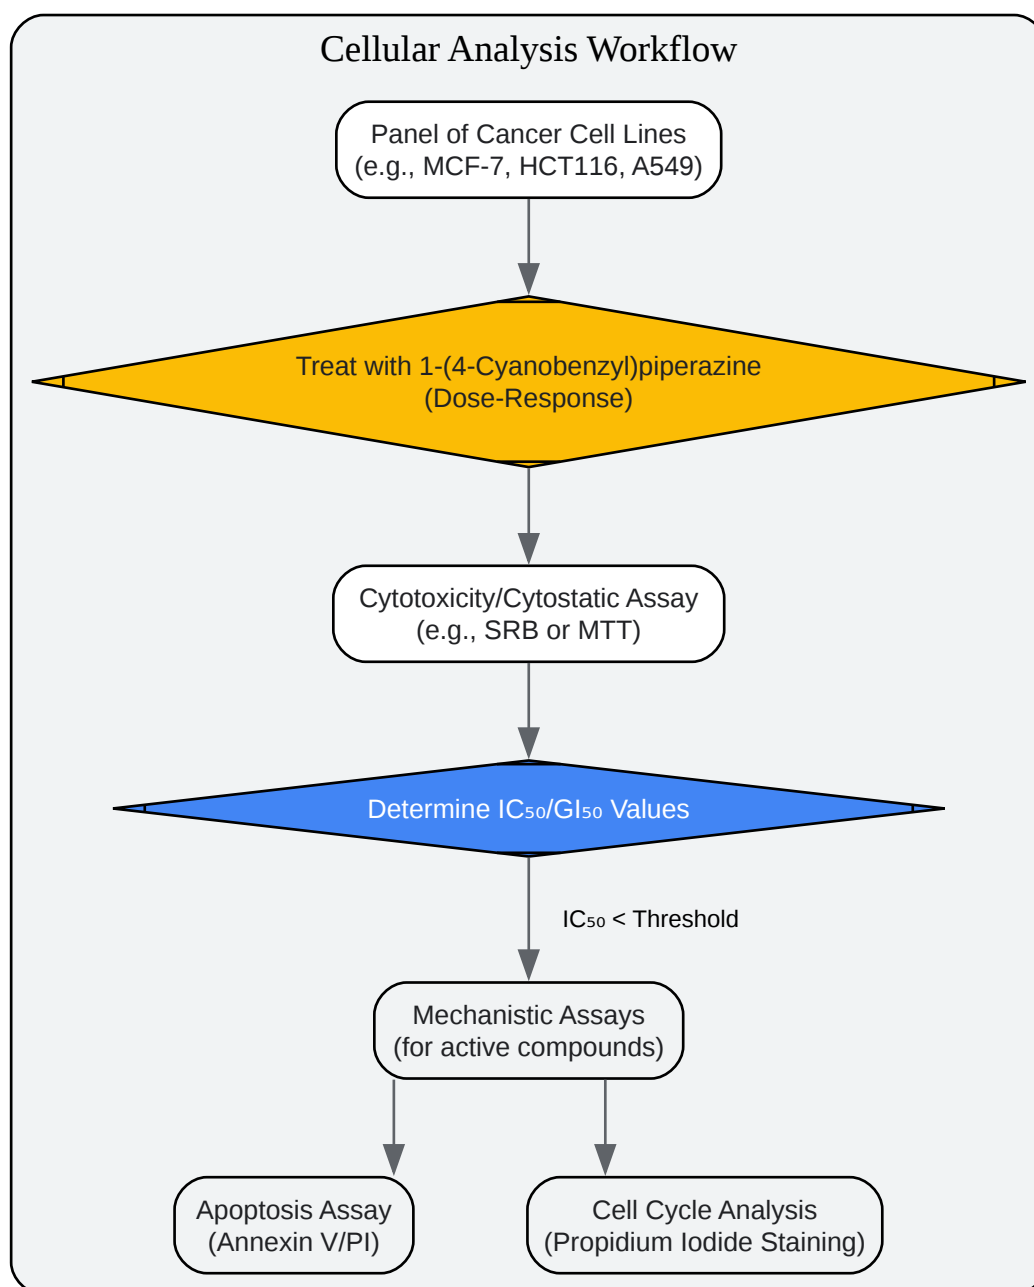 Cellular Analysis Workflow
Panel of Cancer Cell Lines
(e.g., MCF-7, HCT116, A549)
Treat with 1-(4-Cyanobenzyl)piperazine
(Dose-Response)
Cytotoxicity/Cytostatic Assay
(e.g., SRB or MTT)
Determine IC₅₀/GI₅₀ Values
IC₅₀ < Threshold
Mechanistic Assays
(for active compounds)
Apoptosis Assay
(Annexin V/PI)
Cell Cycle Analysis
(Propidium Iodide Staining)